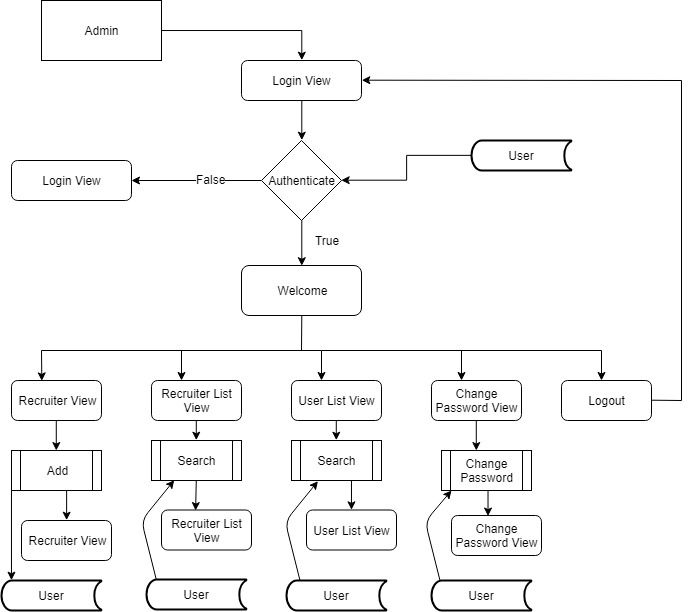 Admin
Login View
User
Login View
False
Authenticate
True
Welcome
Recruiter View
Recruiter List
View
User List View
Change
Password View
Logout
Add
Search
Search
Change
Password
Recruiter View
Recruiter List
View
User List View
Change
Password View
User
User
User
User